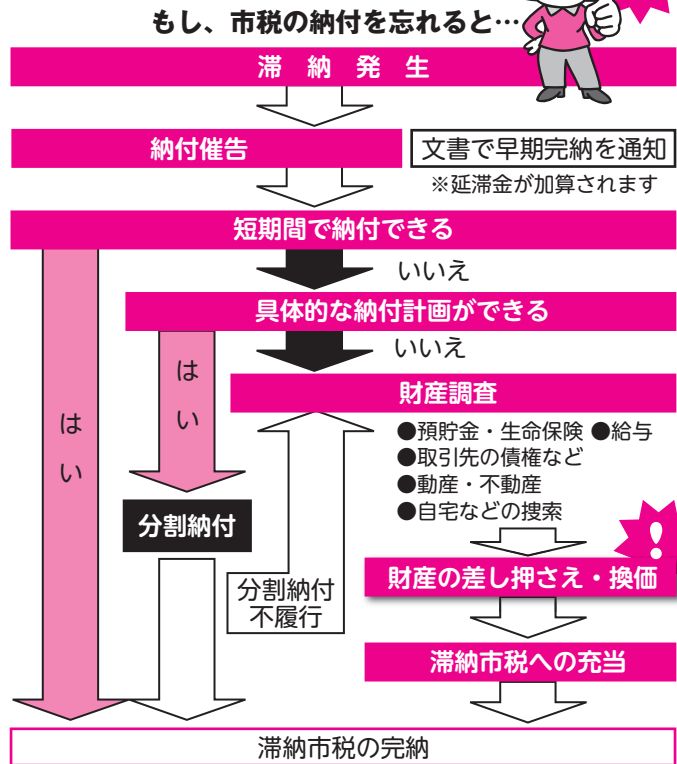 もし、市税の納付を忘れると…
滞納発生
納付催告
文書で早期完納を通知
※延滞金が加算されます
短期間で納付できる
いいえ
具体的な納付計画ができる
いいえ
はい
はい
財産調査
●預貯金・生命保険 ●給与
●取引先の債権など
●動産・不動産
●自宅などの捜索
分割納付
分割納付
不履行
!
財産の差し押さえ・換価
滞納市税への充当
滞納市税の完納